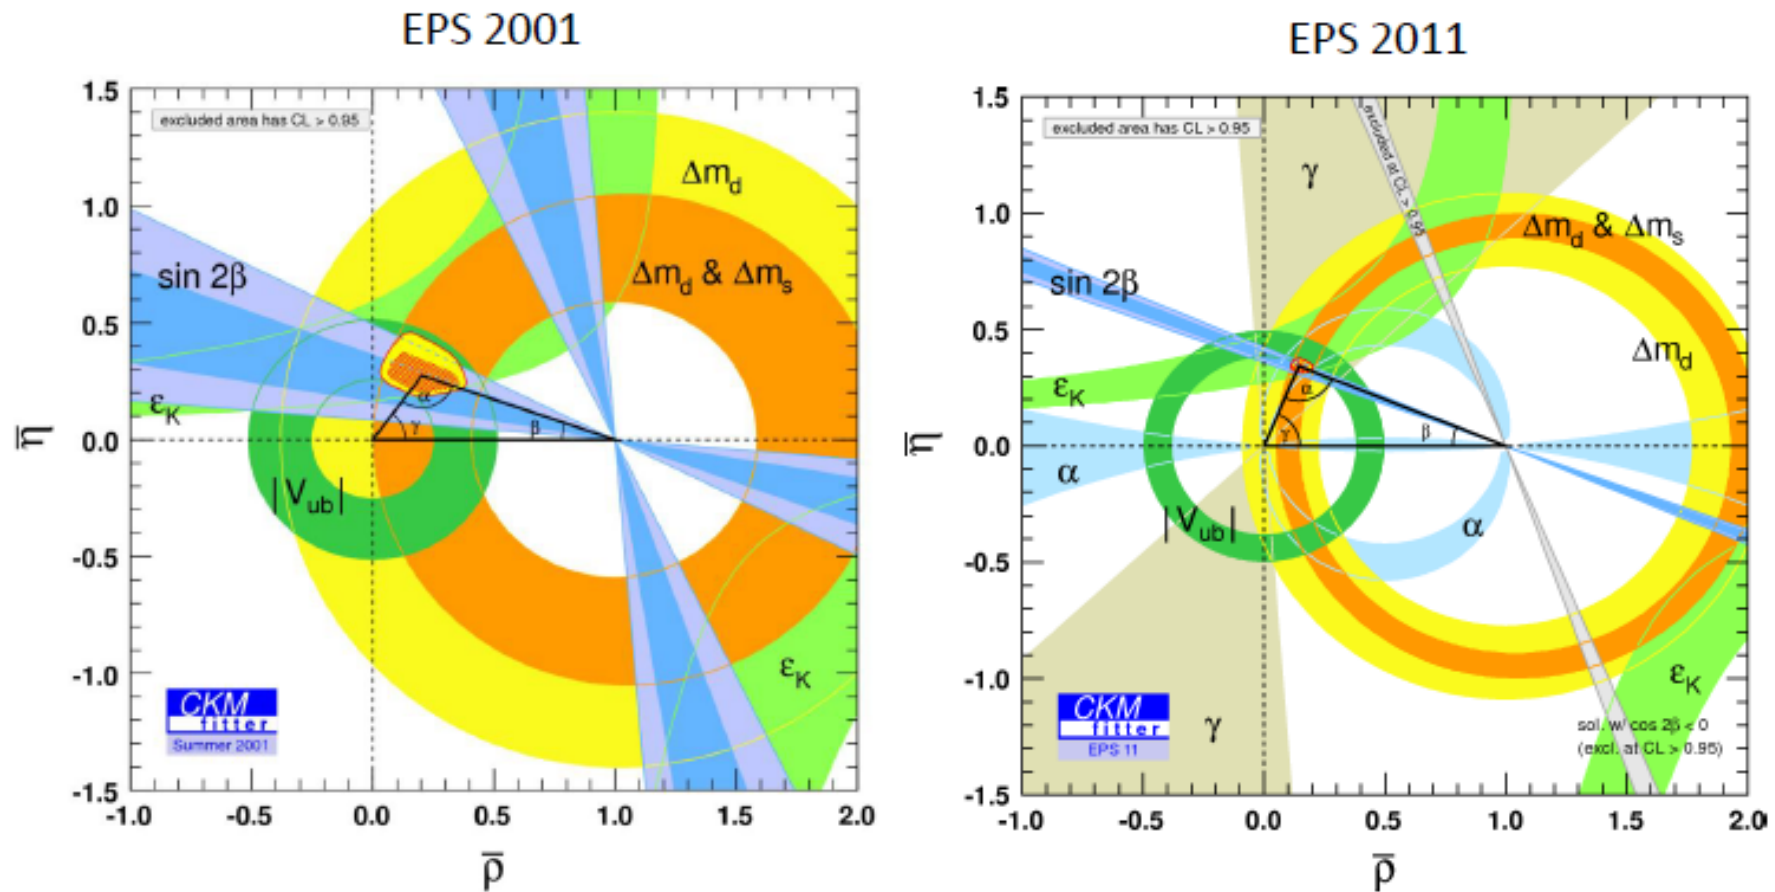 EPS 2001
excluded area has CL > 0.95
Δm_d
Δm_d & Δm_s
sin 2β
ε_K
|V_ub|
α
γ
β
ε_K
CKM
fitter
Summer 2001
1.5
1.0
0.5
0.0
-0.5
-1.0
-1.5
-1.0 -0.5 0.0 0.5 1.0 1.5 2.0
η̅
ρ̅
EPS 2011
excluded area has CL > 0.95
excluded at CL > 0.95
γ
Δm_d & Δm_s
sin 2β
Δm_d
ε_K
α
α
γ
β
|V_ub|
α
ε_K
γ
CKM
fitter
EPS 11
sol. w/ cos 2β < 0
(excl. at CL > 0.95)
1.5
1.0
0.5
0.0
-0.5
-1.0
-1.5
-1.0 -0.5 0.0 0.5 1.0 1.5 2.0
η̅
ρ̅